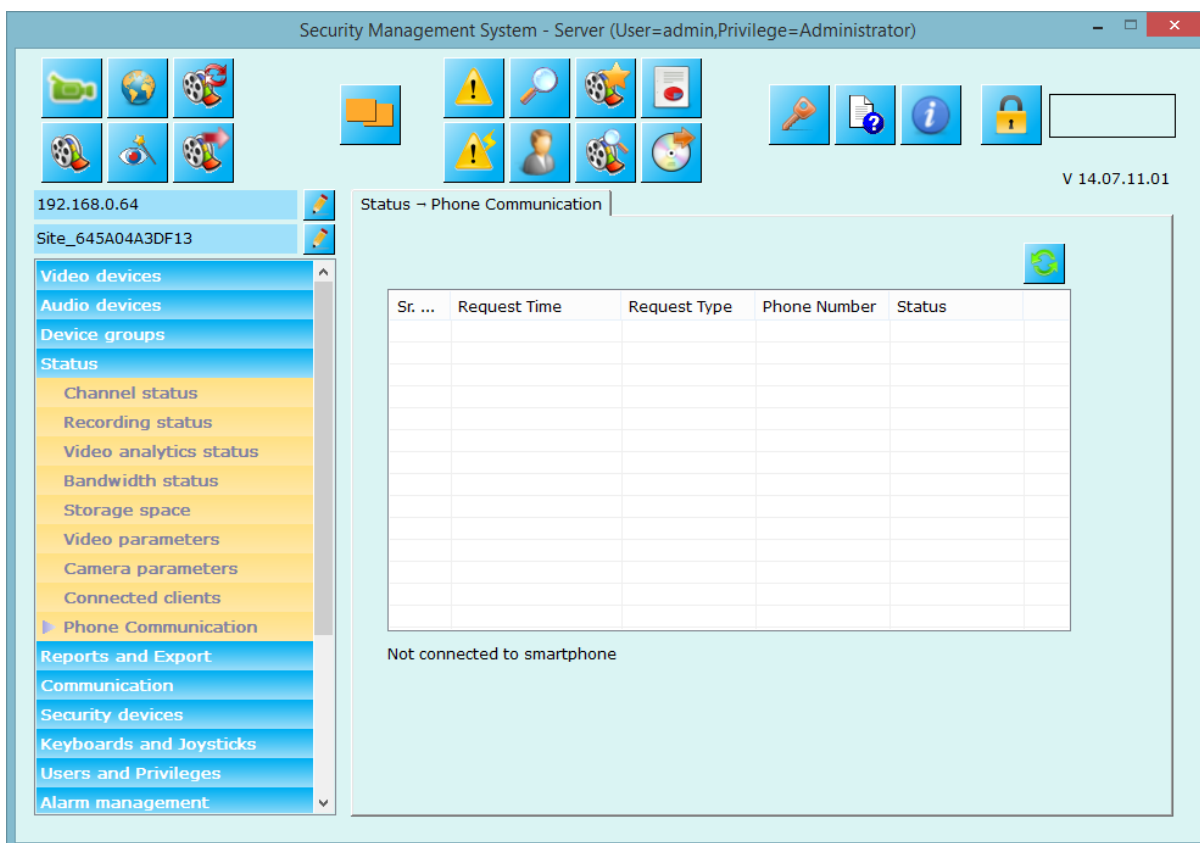 Security Management System - Server (User=admin,Privilege=Administrator)
V 14.07.11.01
192.168.0.64
Site_645A04A3DF13
Video devices
Audio devices
Device groups
Status
Channel status
Recording status
Video analytics status
Bandwidth status
Storage space
Video parameters
Camera parameters
Connected clients
Phone Communication
Reports and Export
Communication
Security devices
Keyboards and Joysticks
Users and Privileges
Alarm management
Status → Phone Communication
Sr. ... Request Time Request Type Phone Number Status
Not connected to smartphone